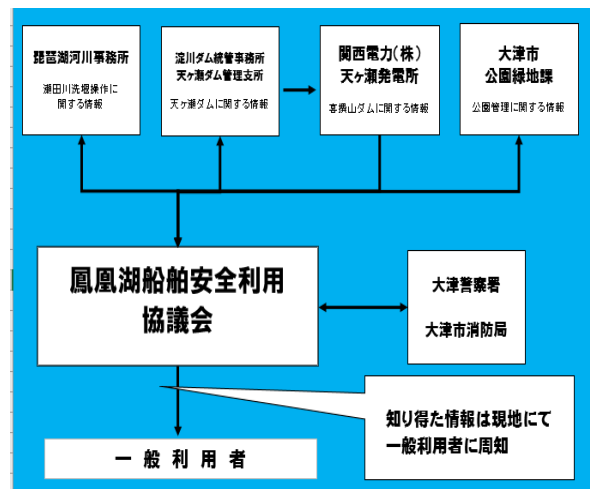 琵琶湖河川事務所
瀬田川洗堰操作に
関する情報
淀川ダム統管事務所
天ヶ瀬ダム管理支所
天ヶ瀬ダムに関する情報
関西電力(株)
天ヶ瀬発電所
喜撰山ダムに関する情報
大津市
公園緑地課
公園管理に関する情報
鳳凰湖船舶安全利用
協議会
大津警察署
大津市消防局
知り得た情報は現地にて
一般利用者に周知
一般利用者